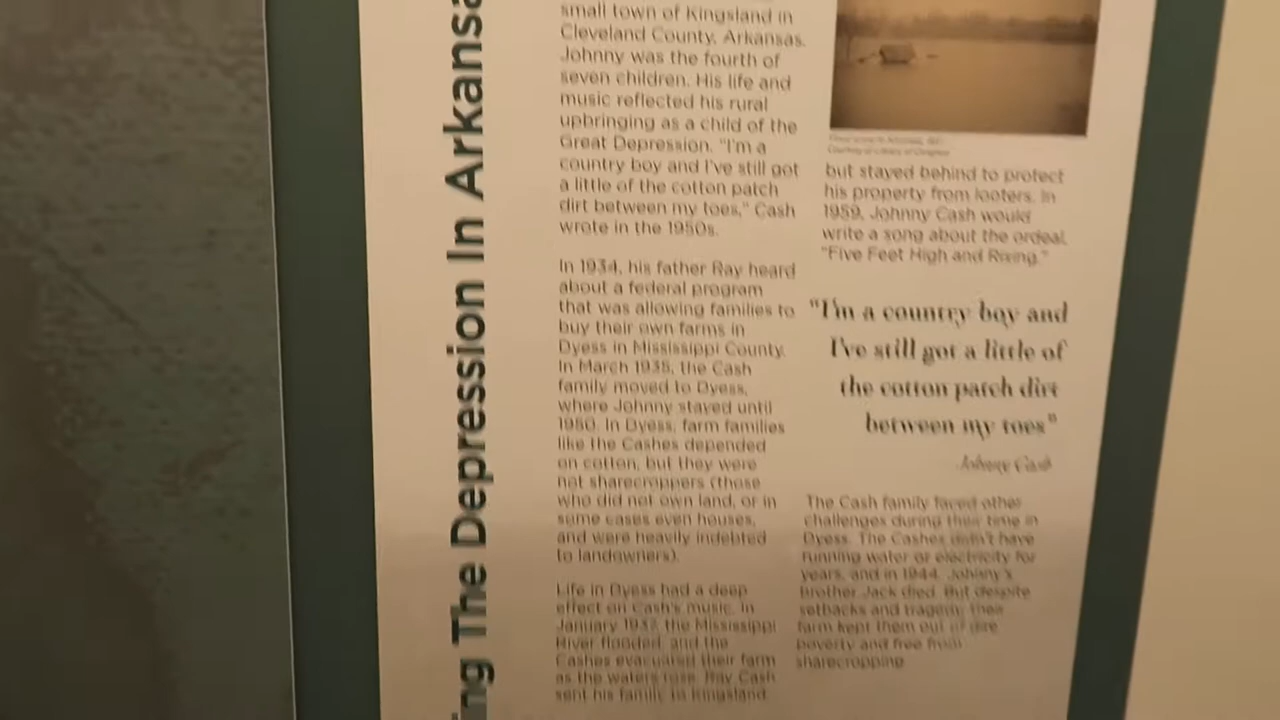 ing The Depression In Arkansa
small town of Kingsland in
Cleveland County, Arkansas.
Johnny was the fourth of
seven children. His life and
music reflected his rural
upbringing as a child of the
Great Depression. "I'm a
country boy and I've still got
a little of the cotton patch
dirt between my toes," Cash
wrote in the 1950s.
In 1934, his father Ray heard
about a federal program
that was allowing families to
buy their own farms in
Dyess in Mississippi County.
In March 1935, the Cash
family moved to Dyess,
where Johnny stayed until
1950. In Dyess, farm families
like the Cashes depended
on cotton, but they were
not sharecroppers (those
who did not own land, or in
some cases even houses,
and were heavily indebted
to landowners).
Life in Dyess had a deep
effect on Cash's music. In
January 1937, the Mississippi
River flooded, and the
Cashes evacuated their farm
as the waters rose. Ray Cash
sent his family to Kingsland,
Courtesy of Library of Congress
but stayed behind to protect
his property from looters. In
1959, Johnny Cash would
write a song about the ordeal,
"Five Feet High and Rising."
"I'm a country boy and
I've still got a little of
the cotton patch dirt
between my toes"
Johnny Cash
The Cash family faced other
challenges during their time in
Dyess. The Cashes didn't have
running water or electricity for
years, and in 1944, Johnny's
brother Jack died. But despite
setbacks and tragedy, their
farm kept them out of dire
poverty and free from
sharecropping.